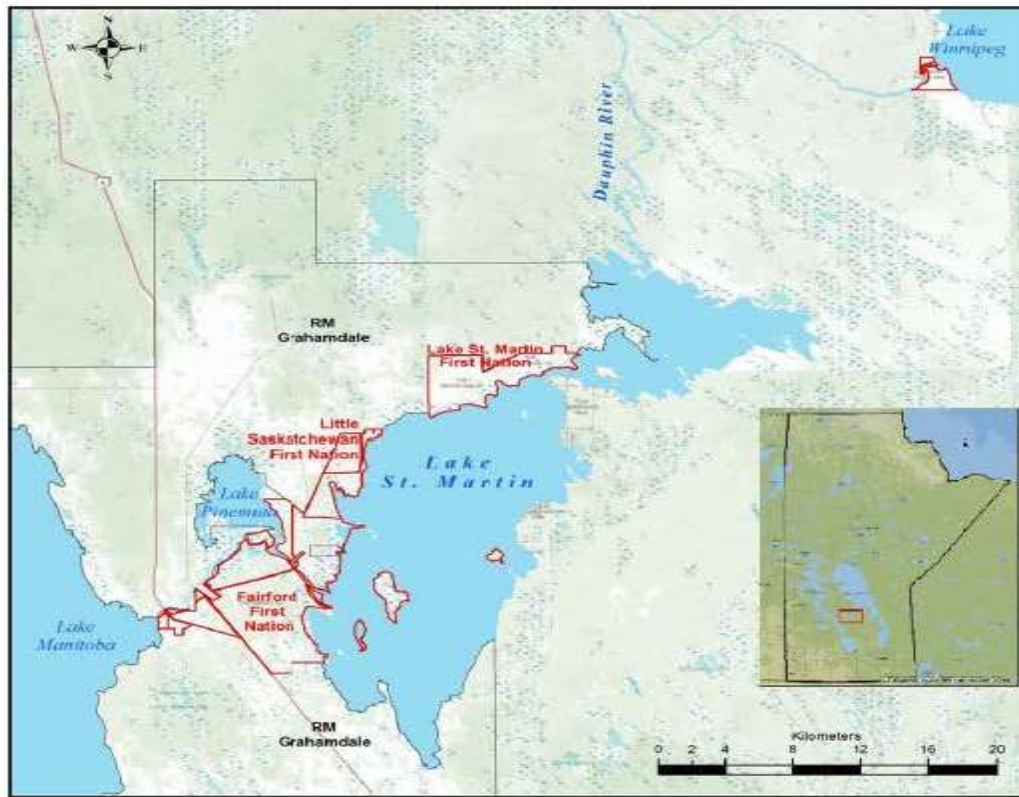 N
W E
S
Lake
Winnipeg
Dauphin River
RM
Grahamdale
Lake St. Martin
First Nation
Little
Saskatchewan
First Nation
Lake
St. Martin
Lake
Pinemuta
Fairford
First
Nation
Lake
Manitoba
RM
Grahamdale
Kilometers
0 2 4 8 12 16 20